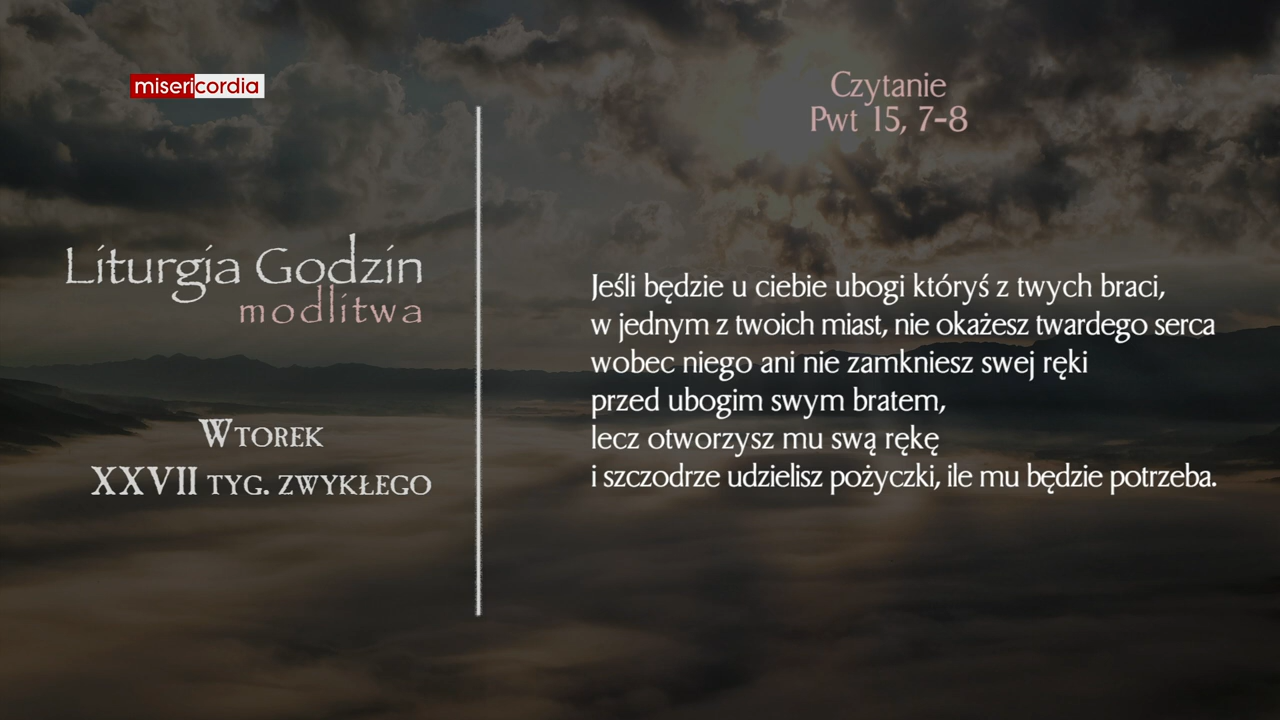 misericordia
Liturgia Godzin
modlitwa
Wtorek
XXVII tyg. zwykłego
Czytanie
Pwt 15, 7-8
Jeśli będzie u ciebie ubogi któryś z twych braci,
w jednym z twoich miast, nie okażesz twardego serca
wobec niego ani nie zamkniesz swej ręki
przed ubogim swym bratem,
lecz otworzysz mu swą rękę
i szczodrze udzielisz pożyczki, ile mu będzie potrzeba.